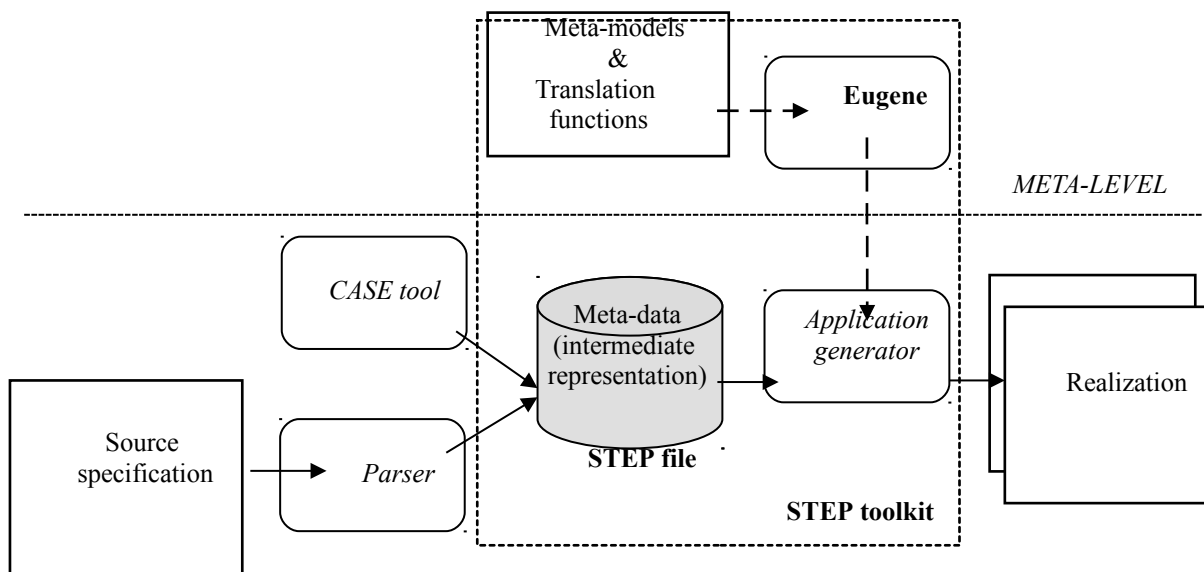 Meta-models
&
Translation
functions
Eugene
META-LEVEL
CASE tool
Meta-data
(intermediate
representation)
STEP file
Application
generator
Realization
Source
specification
Parser
STEP toolkit